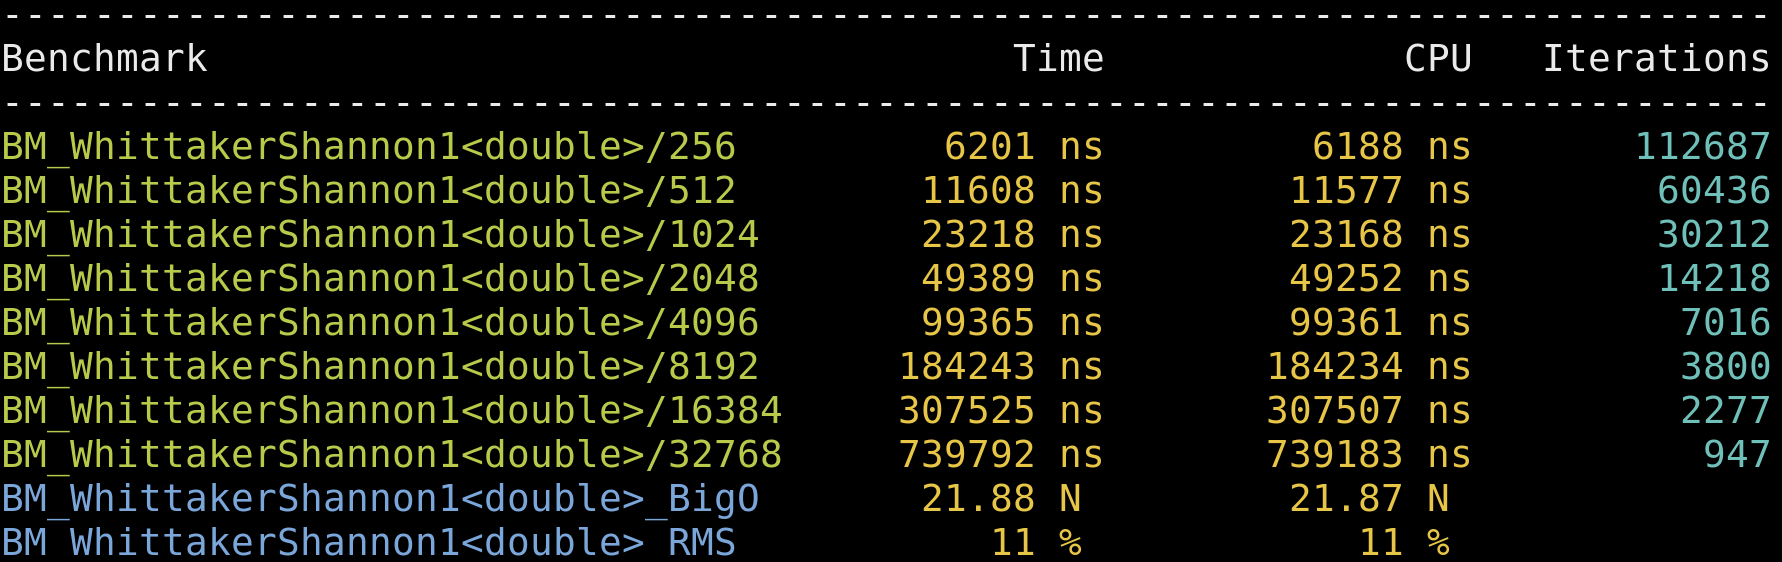 -----------------------------------------------------------------------------
Benchmark                                   Time             CPU   Iterations
-----------------------------------------------------------------------------
BM_WhittakerShannon1<double>/256         6201 ns         6188 ns       112687
BM_WhittakerShannon1<double>/512        11608 ns        11577 ns        60436
BM_WhittakerShannon1<double>/1024       23218 ns        23168 ns        30212
BM_WhittakerShannon1<double>/2048       49389 ns        49252 ns        14218
BM_WhittakerShannon1<double>/4096       99365 ns        99361 ns         7016
BM_WhittakerShannon1<double>/8192      184243 ns       184234 ns         3800
BM_WhittakerShannon1<double>/16384     307525 ns       307507 ns         2277
BM_WhittakerShannon1<double>/32768     739792 ns       739183 ns          947
BM_WhittakerShannon1<double>_BigO       21.88 N         21.87 N
BM_WhittakerShannon1<double>_RMS           11 %            11 %